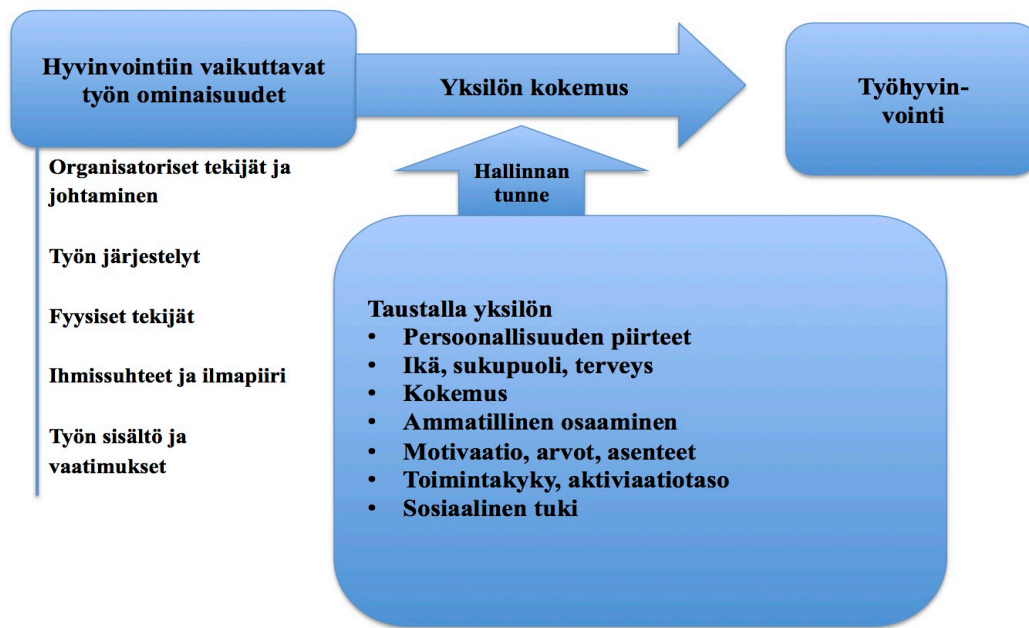 Hyvinvointiin vaikuttavat
työn ominaisuudet
Yksilön kokemus
Työhyvin-
vointi
Organisatoriset tekijät ja
johtaminen
Työn järjestelyt
Fyysiset tekijät
Ihmissuhteet ja ilmapiiri
Työn sisältö ja
vaatimukset
Hallinnan
tunne
Taustalla yksilön
• Persoonallisuuden piirteet
• Ikä, sukupuoli, terveys
• Kokemus
• Ammatillinen osaaminen
• Motivaatio, arvot, asenteet
• Toimintakyky, aktiviaatiotaso
• Sosiaalinen tuki